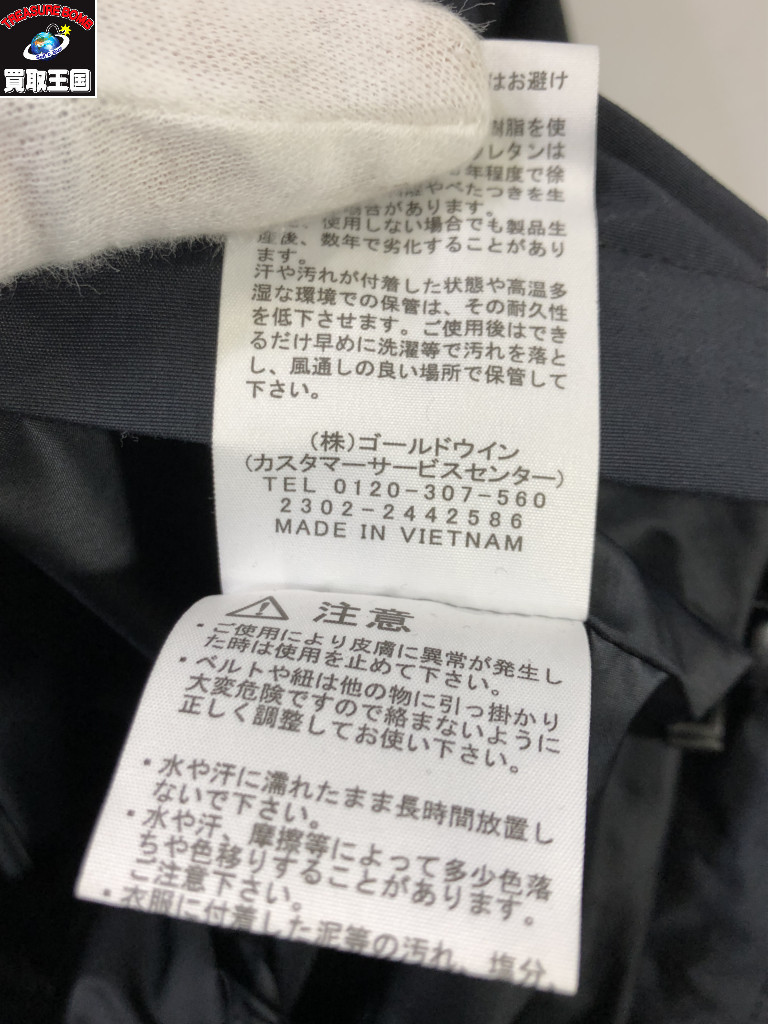 TREASURE BOMB
買取王国
はお避け
樹脂を使
レタンは
年程度で徐
やべたつきを生
場合があります。
、使用しない場合でも製品生
産後、数年で劣化することがあり
ます。
汗や汚れが付着した状態や高温多
湿な環境での保管は、その耐久性
を低下させます。ご使用後はでき
るだけ早めに洗濯等で汚れを落と
し、風通しの良い場所で保管して
下さい。
(株)ゴールドウイン
(カスタマーサービスセンター)
TEL 0120-307-560
2302-2442586
MADE IN VIETNAM
注意
・ご使用により皮膚に異常が発生し
た時は使用を止めて下さい。
・ベルトや紐は他の物に引っ掛かり
大変危険ですので絡まないように
正しく調整してお使い下さい。
・水や汗に濡れたまま長時間放置し
ないで下さい。
・水や汗、摩擦等によって多少色落
ちや色移りすることがあります。
ご注意下さい。
・衣服に付着した泥等の汚れ、塩分、